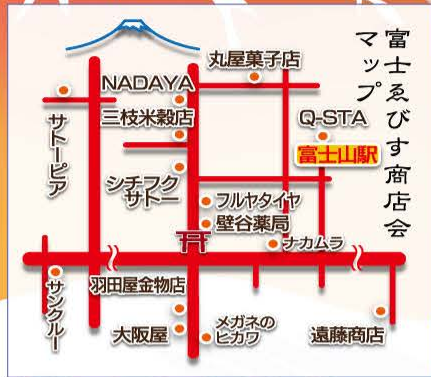 富士ゑびす商店会
マップ
丸屋菓子店
NADAYA
三枝米穀店
サトーピア
シチフク
サトー
Q-STA
富士山駅
フルヤタイヤ
壁谷薬局
ナカムラ
サンクルー
羽田屋金物店
大阪屋
メガネの
ヒカワ
遠藤商店